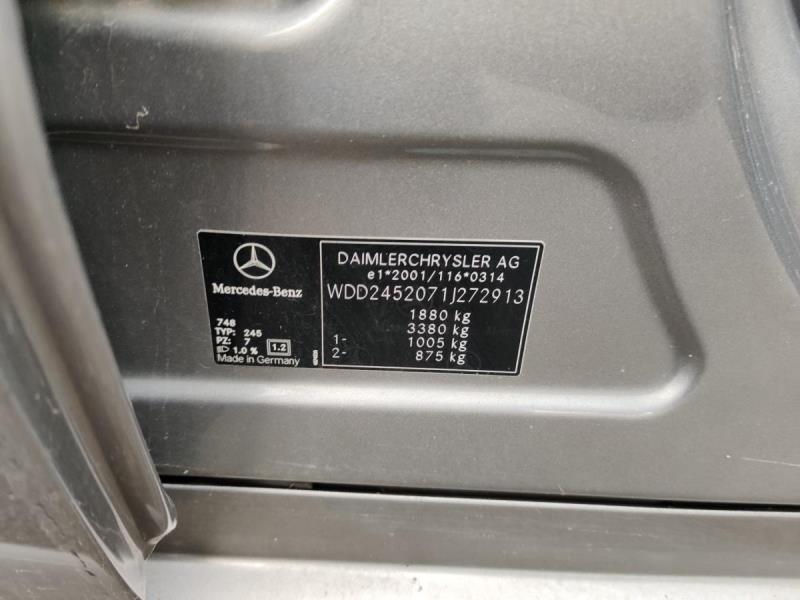 Mercedes-Benz
748
TYP: 245
PZ: 7
1.0 % 1.2
Made in Germany
DAIMLERCHRYSLER AG
e1*2001/116*0314
WDD2452071J272913
1880 kg
3380 kg
1- 1005 kg
2- 875 kg